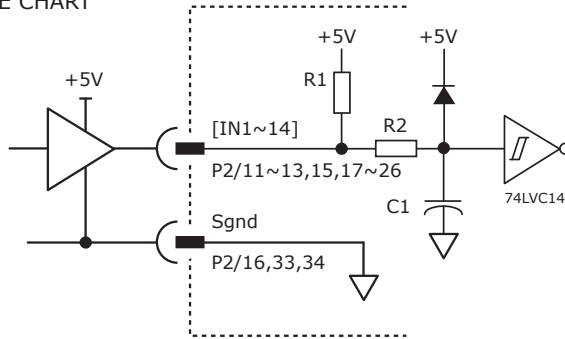 E CHART
+5V
+5V
+5V
R1
[IN1~14]
R2
P2/11~13,15,17~26
74LVC14
C1
Sgnd
P2/16,33,34